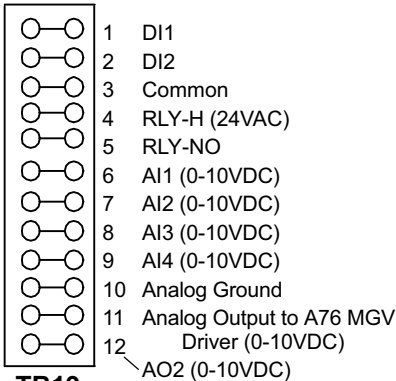 1 DI1
2 DI2
3 Common
4 RLY-H (24VAC)
5 RLY-NO
6 AI1 (0-10VDC)
7 AI2 (0-10VDC)
8 AI3 (0-10VDC)
9 AI4 (0-10VDC)
10 Analog Ground
11 Analog Output to A76 MGV
Driver (0-10VDC)
12
AO2 (0-10VDC)